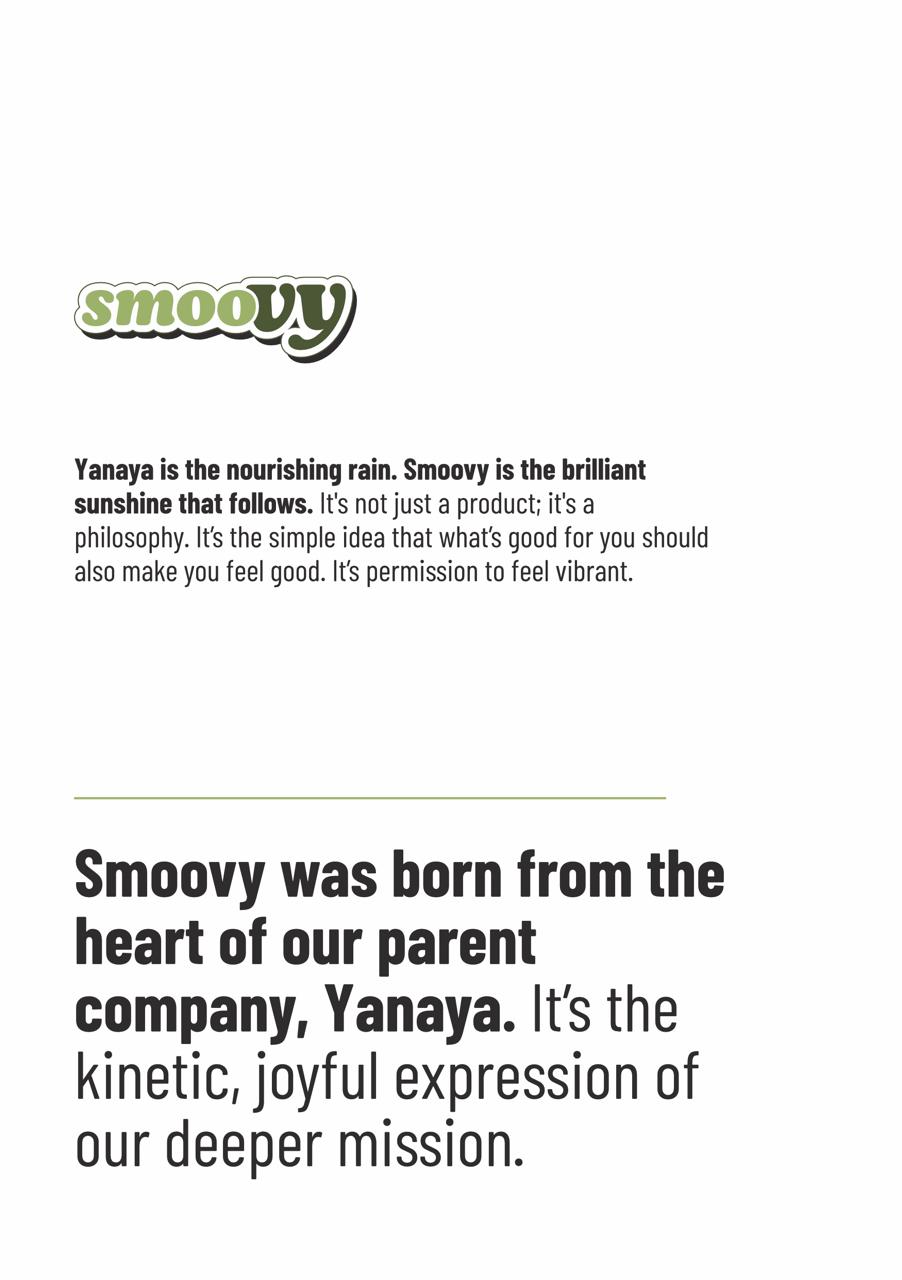 smoovy
Yanaya is the nourishing rain. Smoovy is the brilliant
sunshine that follows. It's not just a product; it's a
philosophy. It’s the simple idea that what’s good for you should
also make you feel good. It’s permission to feel vibrant.
Smoovy was born from the
heart of our parent
company, Yanaya. It’s the
kinetic, joyful expression of
our deeper mission.